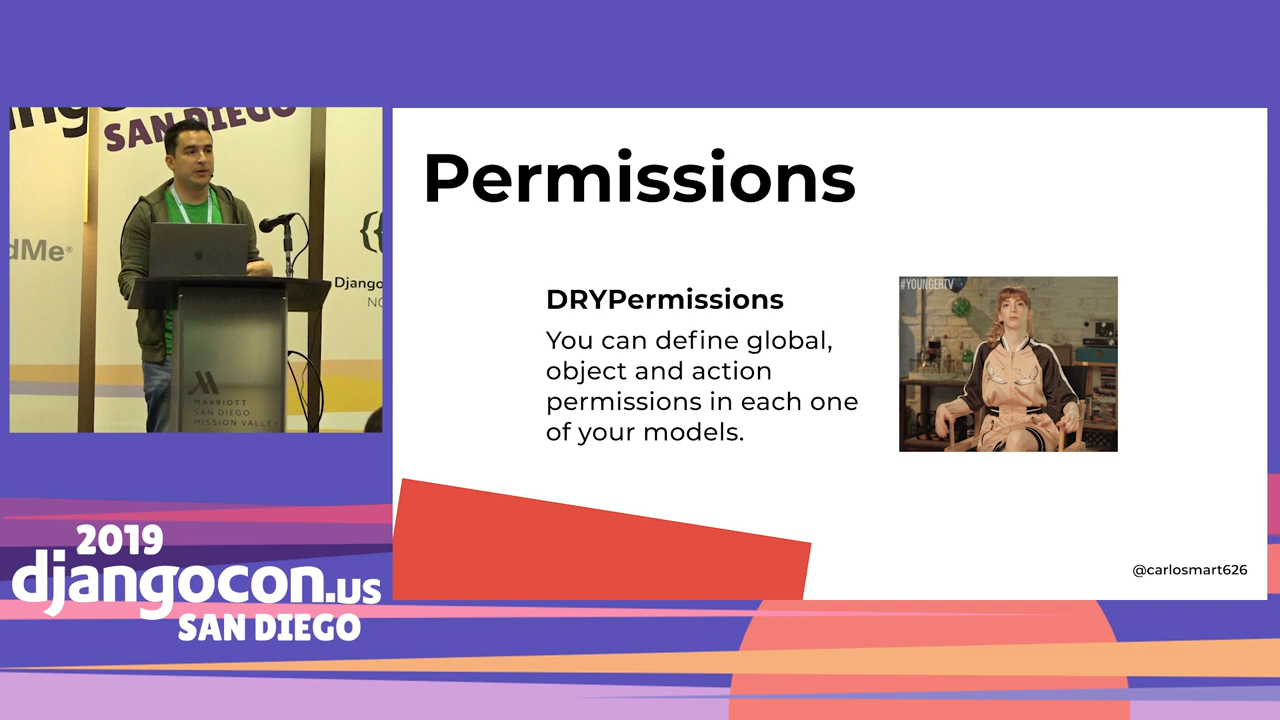 SAN DIEGO
dMe®
Django
MARRIOTT
SAN DIEGO
MISSION VALLEY
Permissions
DRYPermissions
You can define global,
object and action
permissions in each one
of your models.
#YOUNGERTV
@carlosmart626
2019
djangocon.us
SAN DIEGO